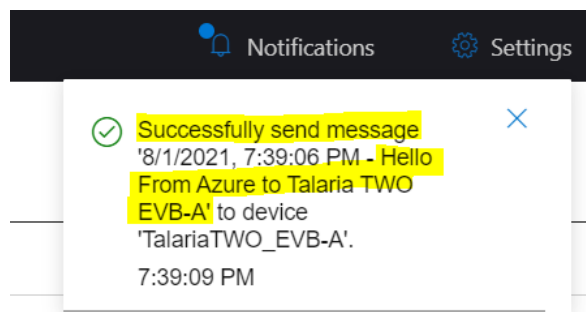 Notifications
Settings
Successfully send message
'8/1/2021, 7:39:06 PM - Hello
From Azure to Talaria TWO
EVB-A' to device
'TalariaTWO_EVB-A'.
7:39:09 PM